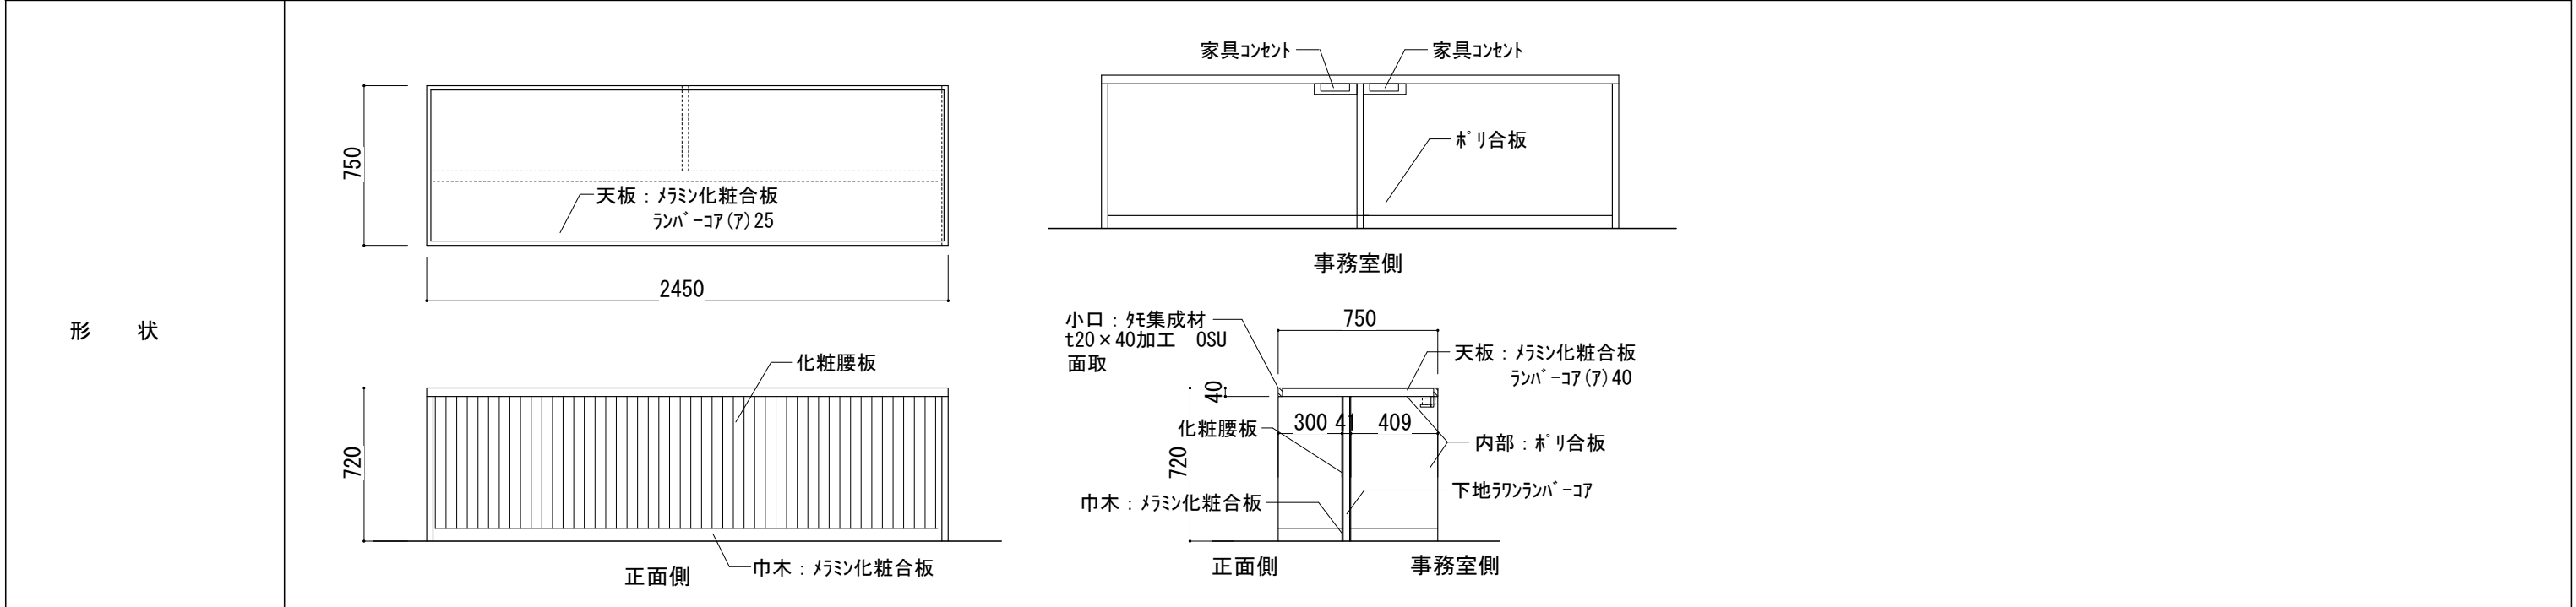 形　　状
750
天板：ﾒﾗﾐﾝ化粧合板
ﾗﾝﾊﾞｰｺｱ(ｱ)25
2450
家具ｺﾝｾﾝﾄ
家具ｺﾝｾﾝﾄ
ﾎﾟﾘ合板
事務室側
化粧腰板
720
正面側
巾木：ﾒﾗﾐﾝ化粧合板
小口：ﾀﾓ集成材
t20×40加工　OSU
面取
750
天板：ﾒﾗﾐﾝ化粧合板
ﾗﾝﾊﾞｰｺｱ(ｱ)40
40
300
41
409
化粧腰板
720
内部：ﾎﾟﾘ合板
下地ﾗﾜﾝﾗﾝﾊﾞｰｺｱ
巾木：ﾒﾗﾐﾝ化粧合板
正面側
事務室側